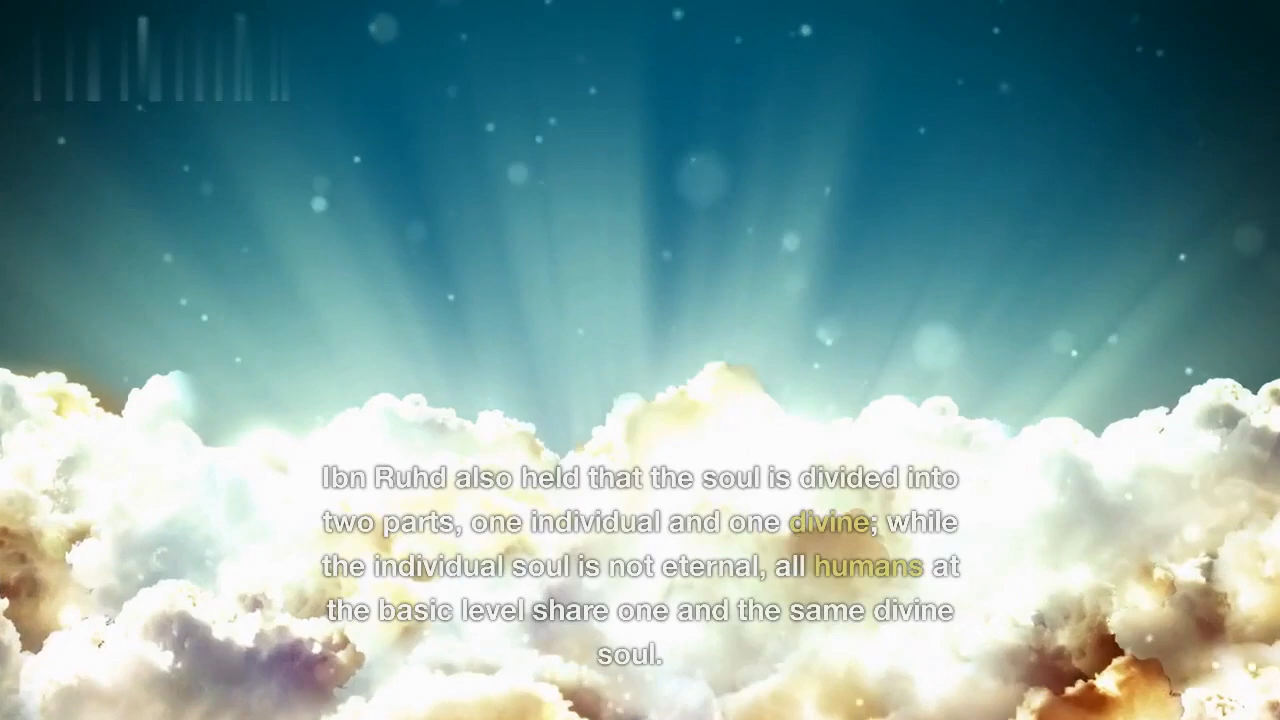 Ibn Ruhd also held that the soul is divided into
two parts, one individual and one divine; while
the individual soul is not eternal, all humans at
the basic level share one and the same divine
soul.